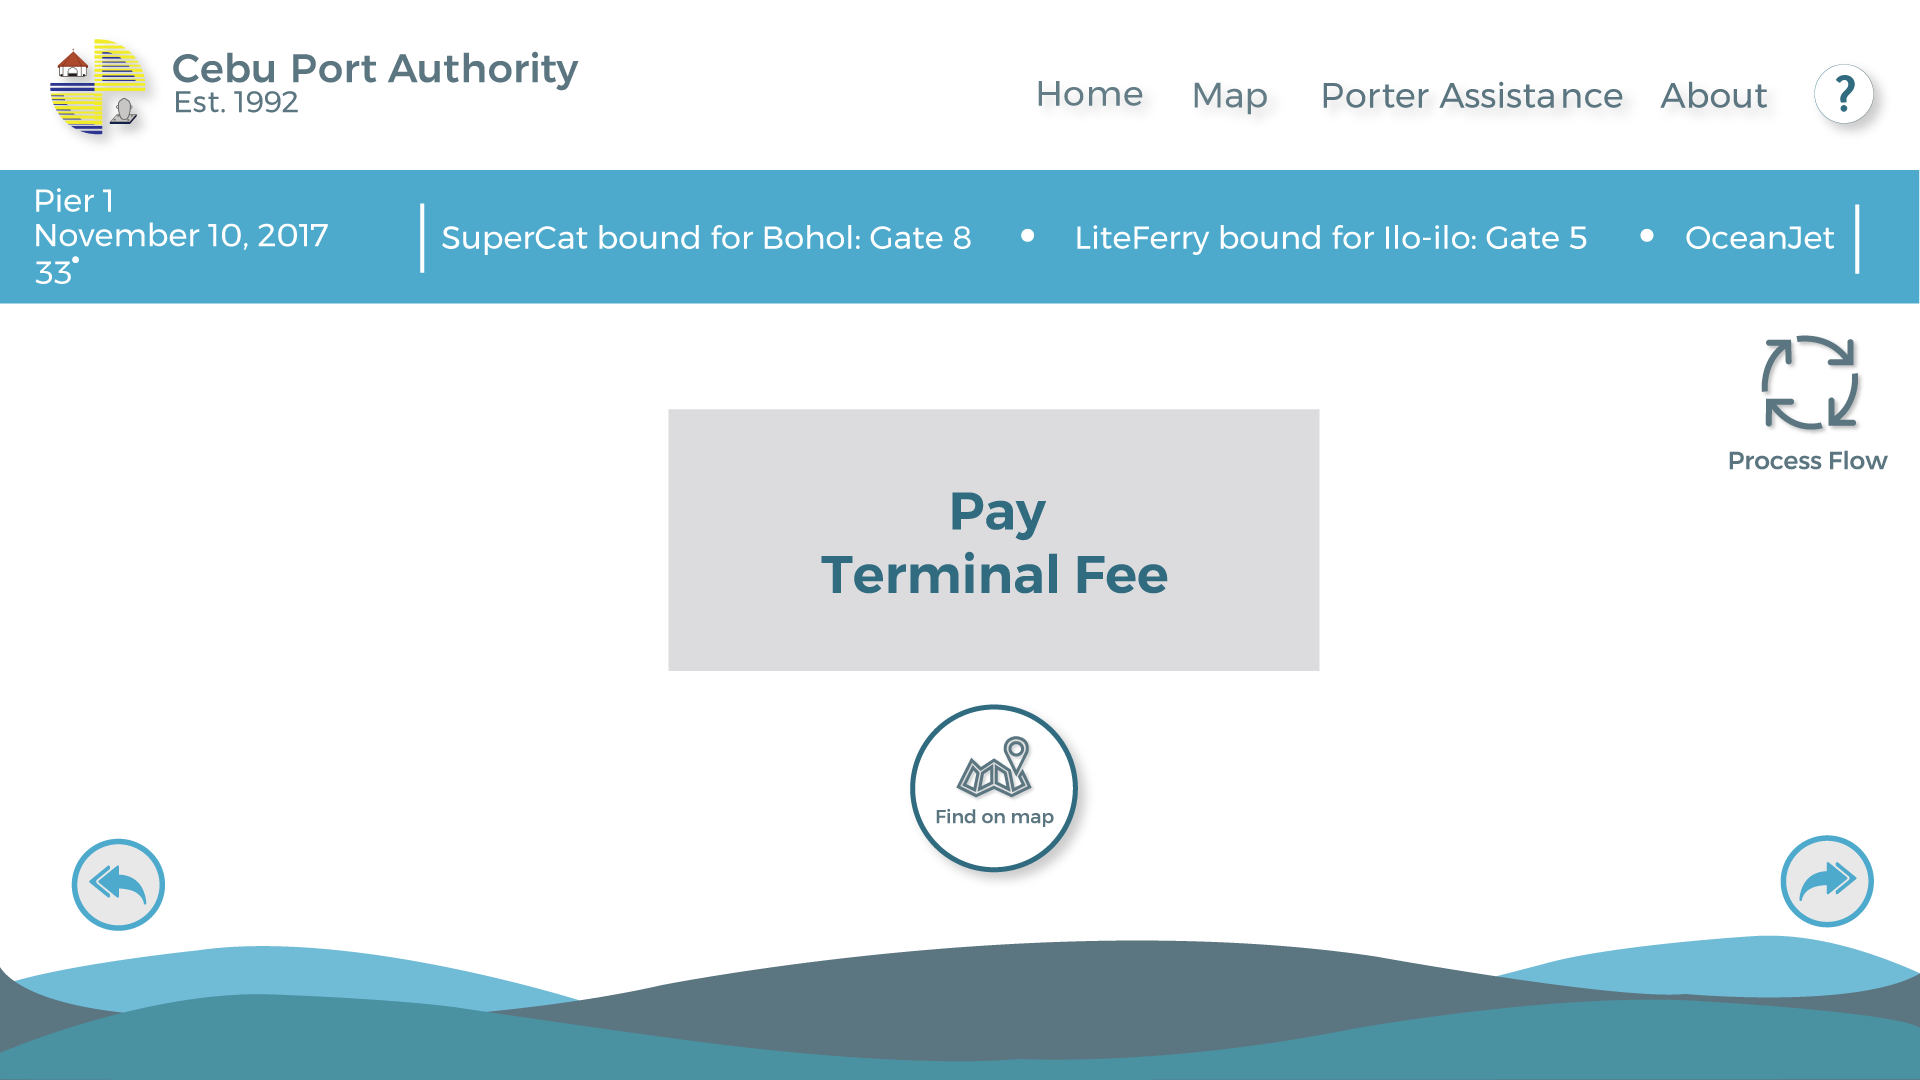 Cebu Port Authority
Est. 1992
Home
Map
Porter Assistance
About
?
Pier 1
November 10, 2017
33°
SuperCat bound for Bohol: Gate 8 • LiteFerry bound for Ilo-ilo: Gate 5 • OceanJet
Process Flow
Pay
Terminal Fee
Find on map